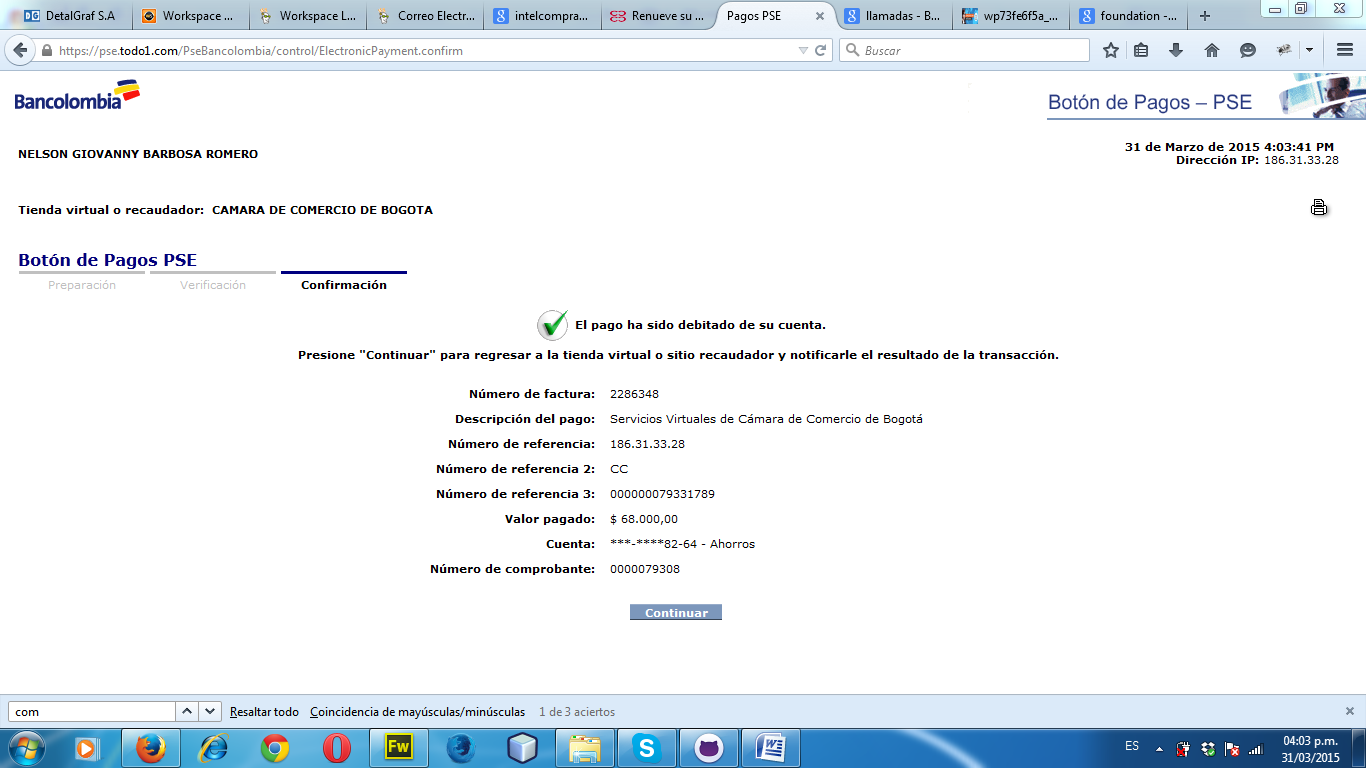 DetalGraf S.A
Workspace ...
Workspace L...
Correo Electr...
intelcompra...
Renueve su ...
Pagos PSE
llamadas - B...
wp73fe6f5a_...
foundation -...
https://pse.todo1.com/PseBancolombia/control/ElectronicPayment.confirm
Buscar
Bancolombia
Botón de Pagos – PSE
NELSON GIOVANNY BARBOSA ROMERO
31 de Marzo de 2015 4:03:41 PM
Dirección IP: 186.31.33.28
Tienda virtual o recaudador: CAMARA DE COMERCIO DE BOGOTA
Botón de Pagos PSE
Preparación
Verificación
Confirmación
El pago ha sido debitado de su cuenta.
Presione "Continuar" para regresar a la tienda virtual o sitio recaudador y notificarle el resultado de la transacción.
Número de factura: 2286348
Descripción del pago: Servicios Virtuales de Cámara de Comercio de Bogotá
Número de referencia: 186.31.33.28
Número de referencia 2: CC
Número de referencia 3: 000000079331789
Valor pagado: $ 68.000,00
Cuenta: ***-****82-64 - Ahorros
Número de comprobante: 0000079308
Continuar
com
Resaltar todo
Coincidencia de mayúsculas/minúsculas
1 de 3 aciertos
Fw
ES
04:03 p.m.
31/03/2015